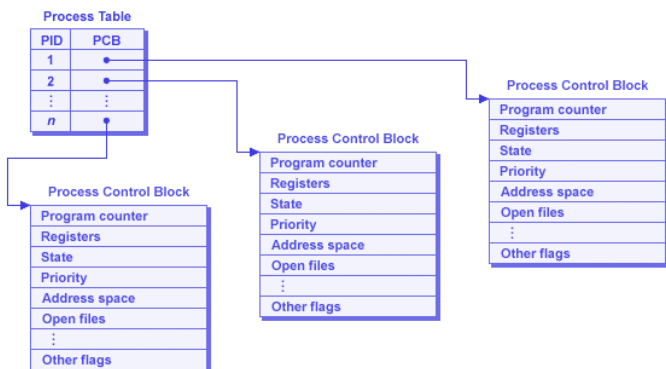 Process Table
PID PCB
1
2
⋮ ⋮
n
Process Control Block
Program counter
Registers
State
Priority
Address space
Open files
⋮
Other flags
Process Control Block
Program counter
Registers
State
Priority
Address space
Open files
⋮
Other flags
Process Control Block
Program counter
Registers
State
Priority
Address space
Open files
⋮
Other flags